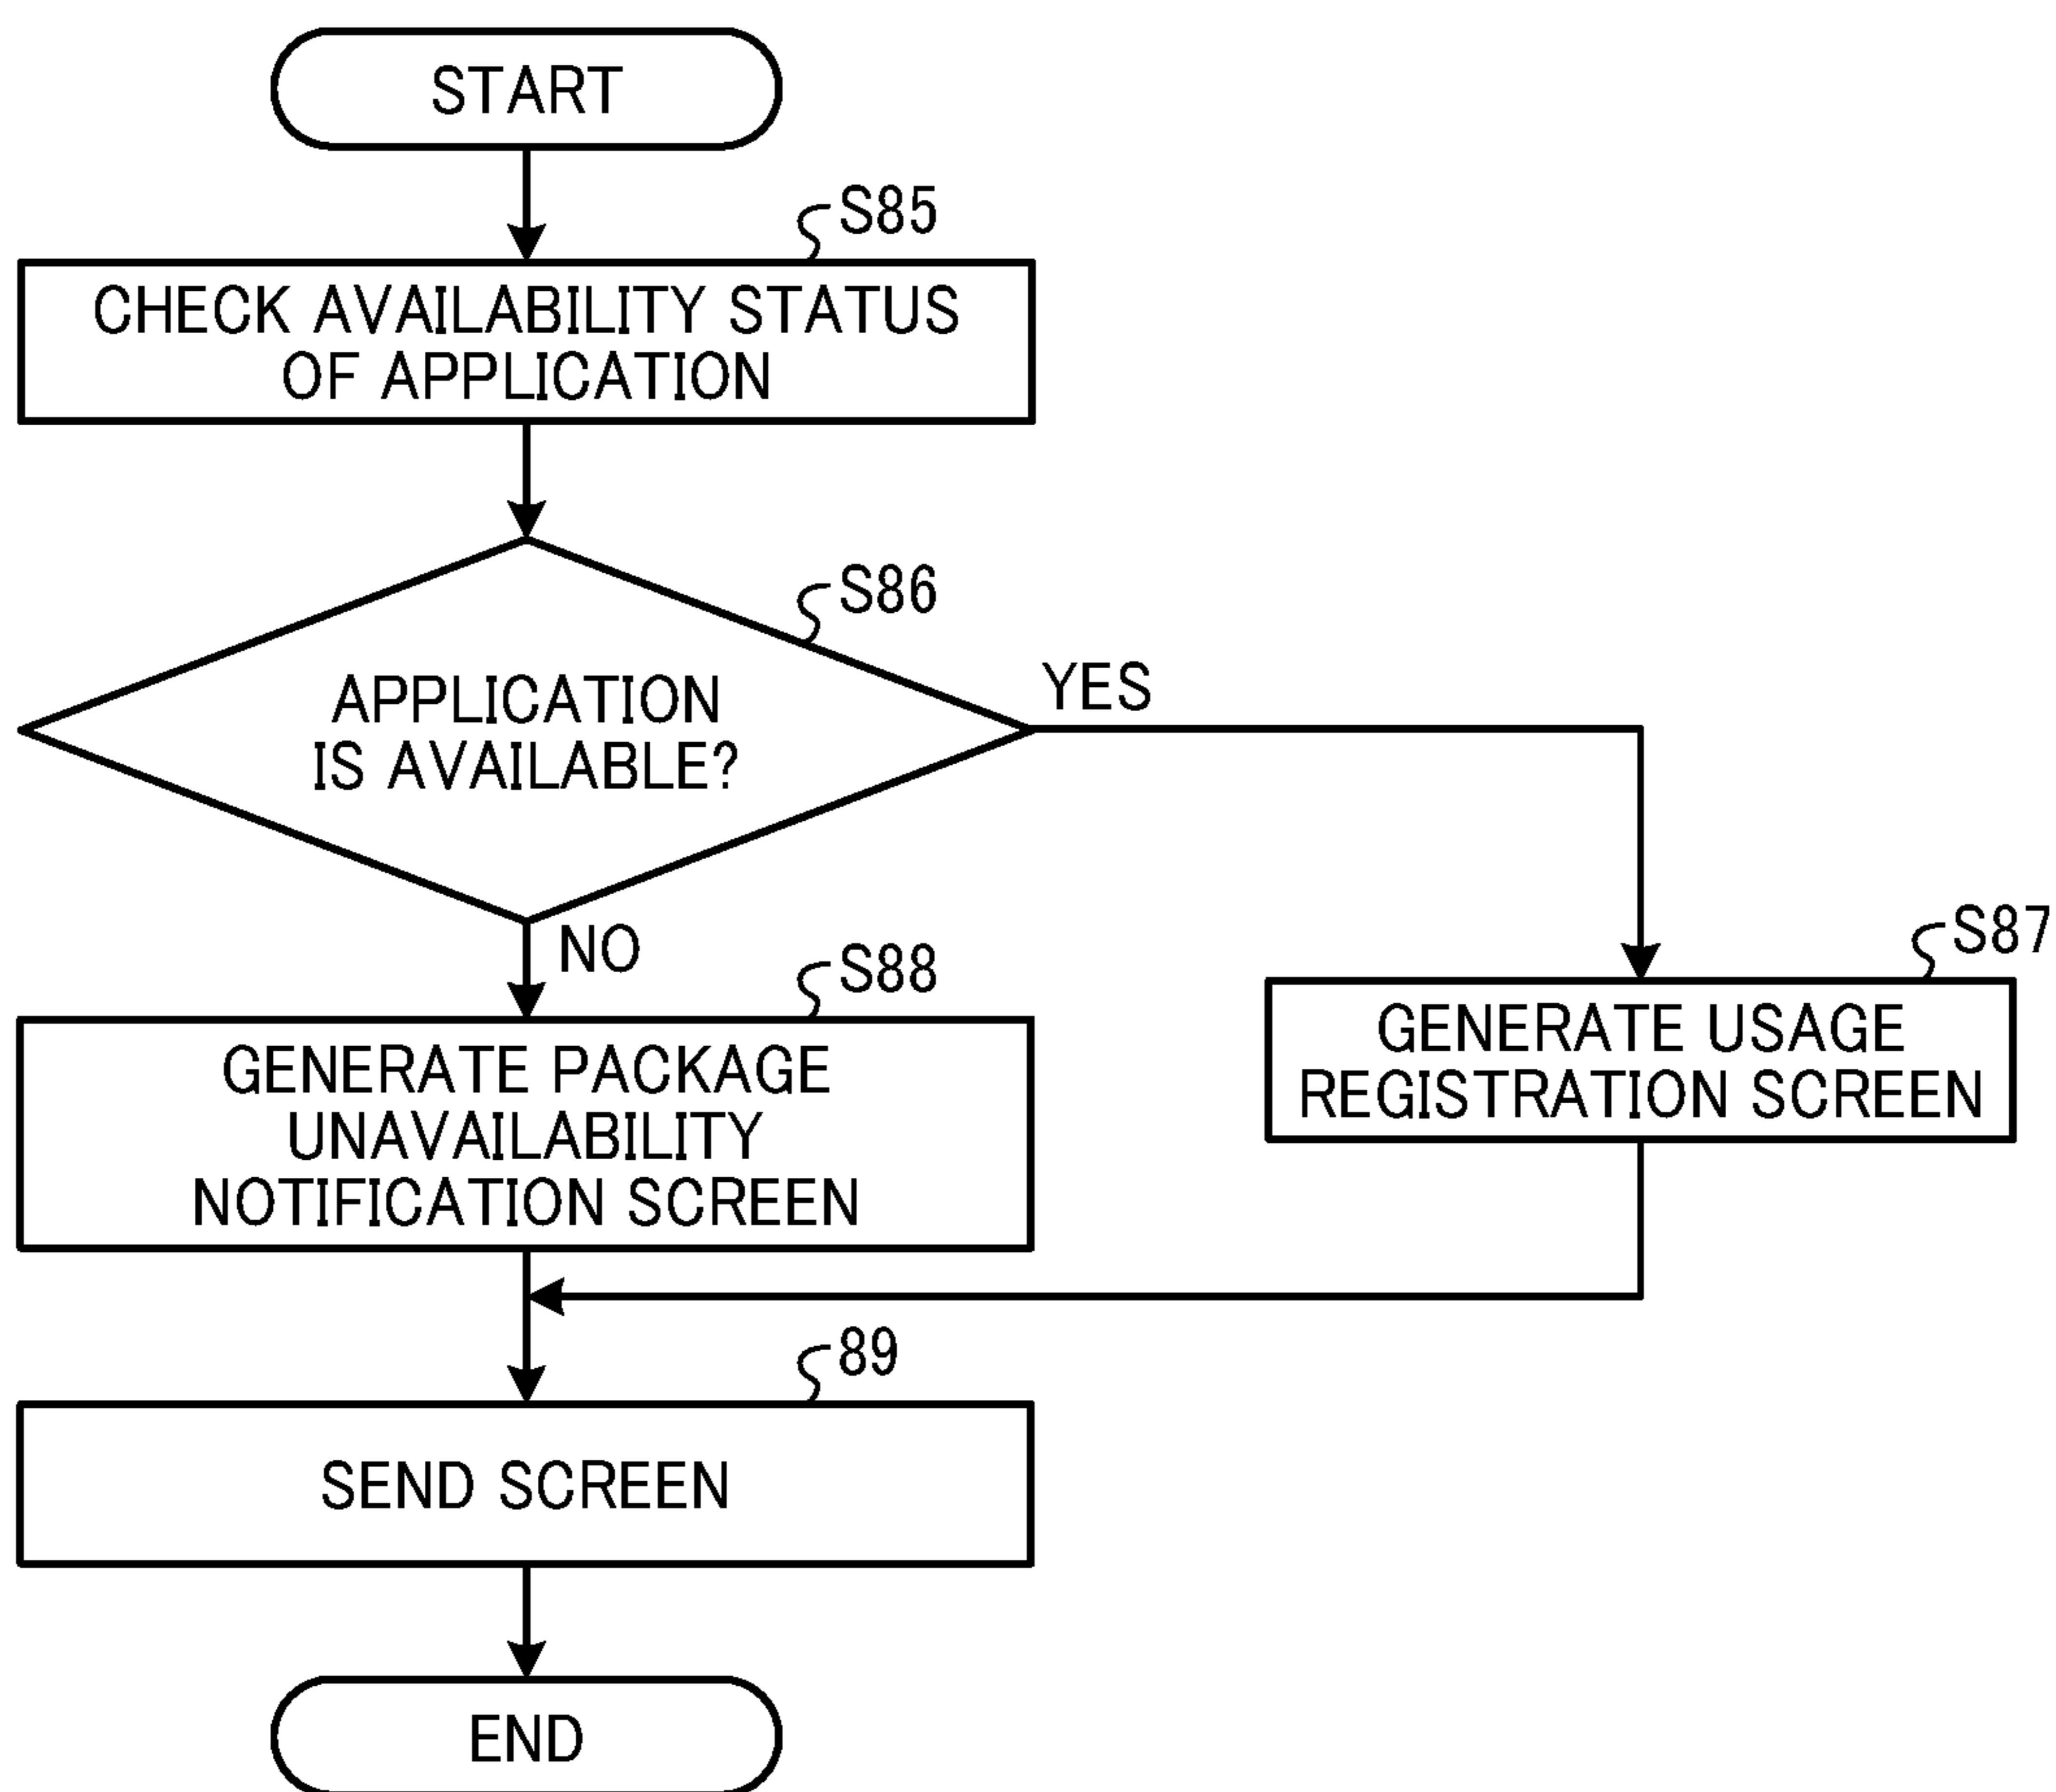 START
S85
CHECK AVAILABILITY STATUS
OF APPLICATION
S86
APPLICATION
IS AVAILABLE?
YES
NO
S87
GENERATE USAGE
REGISTRATION SCREEN
S88
GENERATE PACKAGE
UNAVAILABILITY
NOTIFICATION SCREEN
89
SEND SCREEN
END